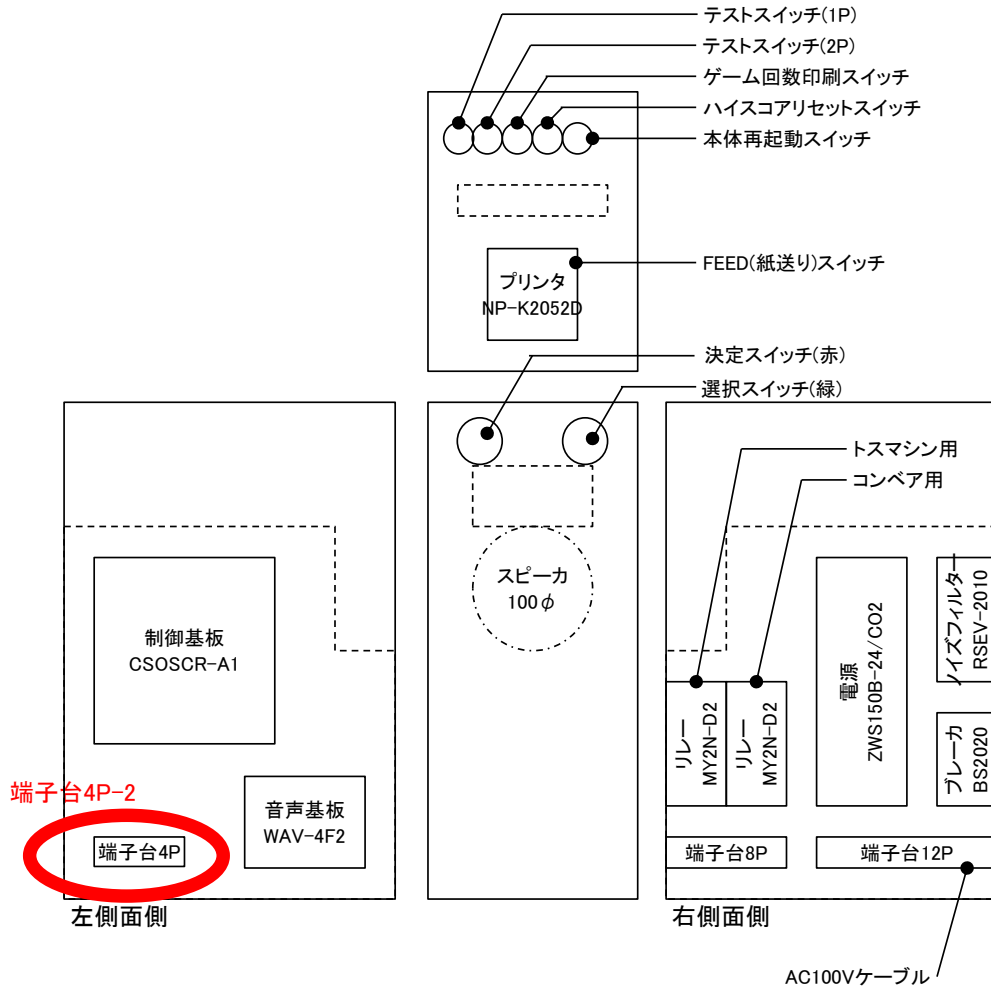 テストスイッチ(1P)
テストスイッチ(2P)
ゲーム回数印刷スイッチ
ハイスコアリセットスイッチ
本体再起動スイッチ
FEED(紙送り)スイッチ
プリンタ
NP-K2052D
決定スイッチ(赤)
選択スイッチ(緑)
トスマシン用
コンベア用
スピーカ
100φ
制御基板
CSOSCR-A1
ノイズフィルター
RSEV-2010
電源
ZWS150B-24/CO2
リレー
MY2N-D2
リレー
MY2N-D2
ブレーカ
BS2020
端子台4P-2
音声基板
WAV-4F2
端子台4P
端子台8P
端子台12P
左側面側
右側面側
AC100Vケーブル